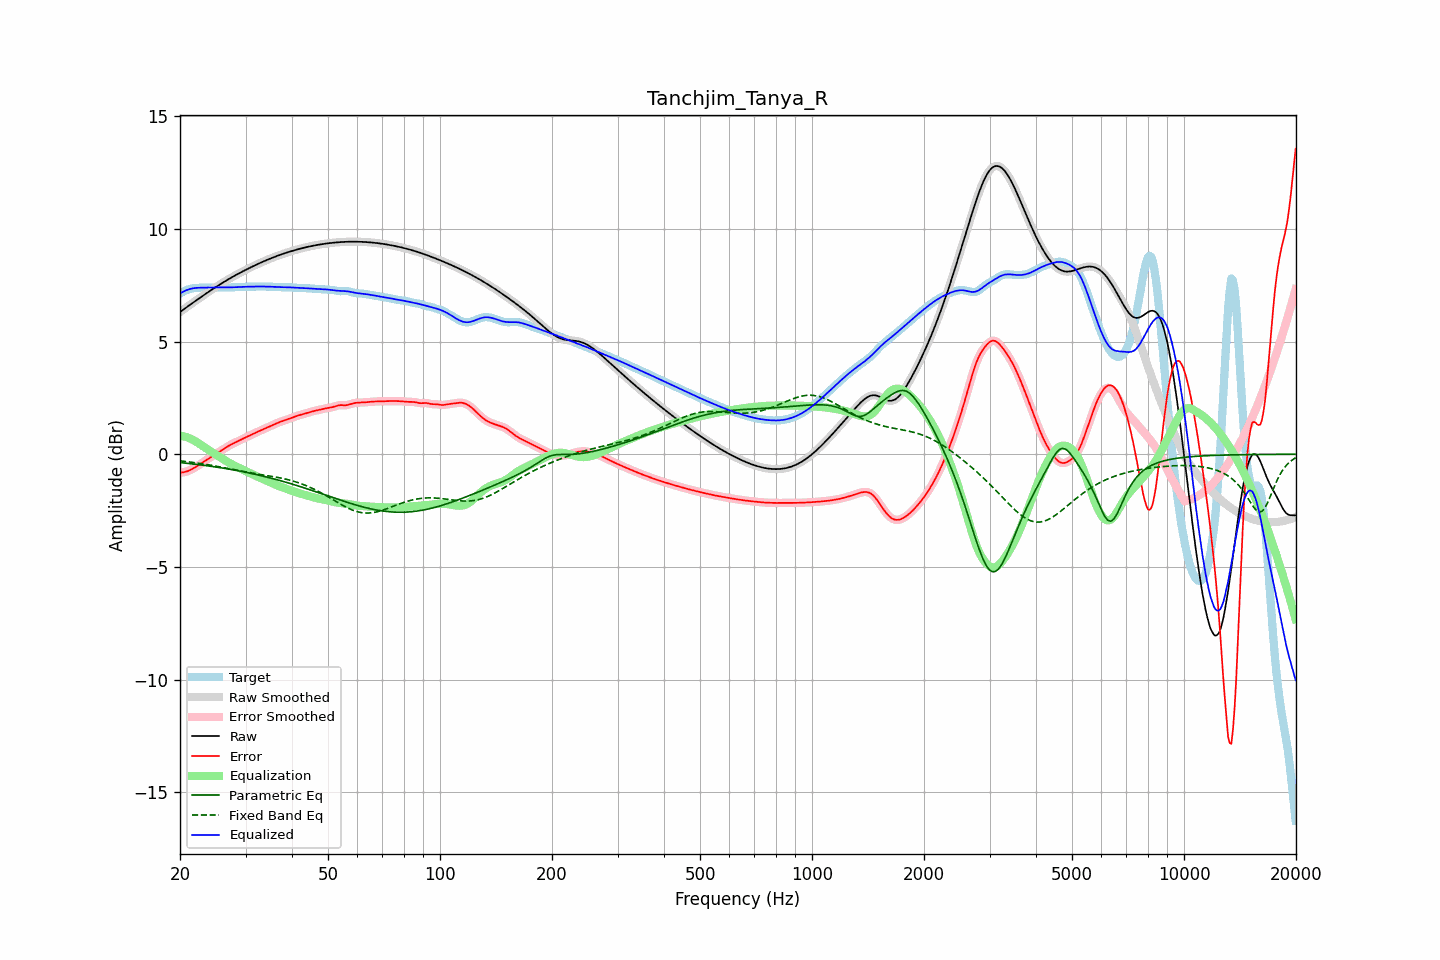 Tanchjim_Tanya_R
Amplitude (dBr)
15
10
5
0
−5
−10
−15
Target
Raw Smoothed
Error Smoothed
Raw
Error
Equalization
Parametric Eq
Fixed Band Eq
Equalized
20 50 100 200 500 1000 2000 5000 10000 20000
Frequency (Hz)